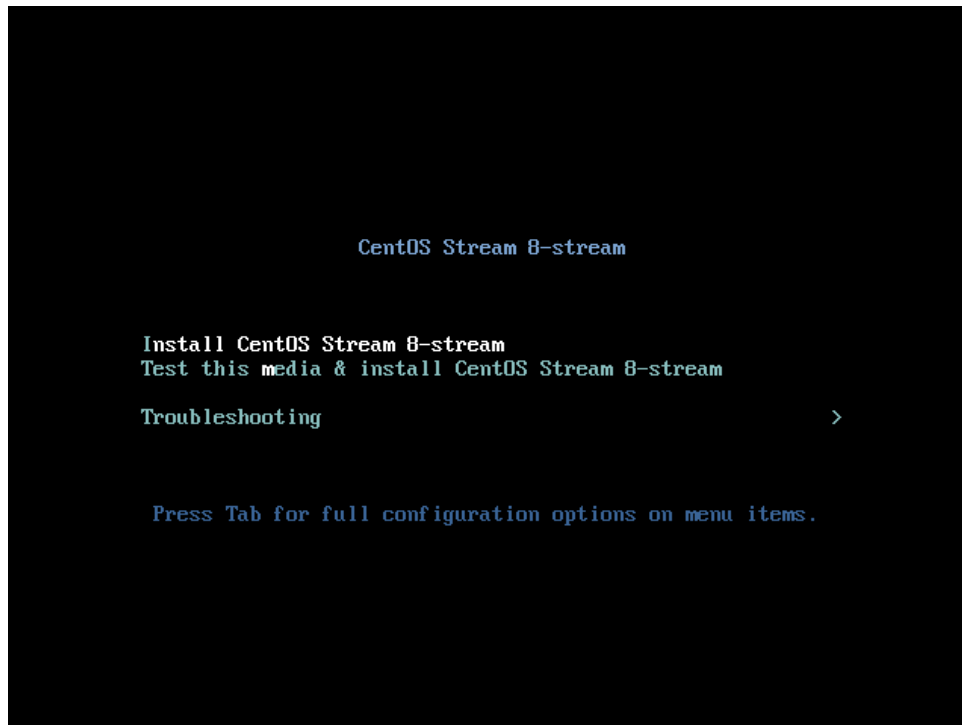 CentOS Stream 8-stream
Install CentOS Stream 8-stream
Test this media & install CentOS Stream 8-stream
Troubleshooting >
Press Tab for full configuration options on menu items.